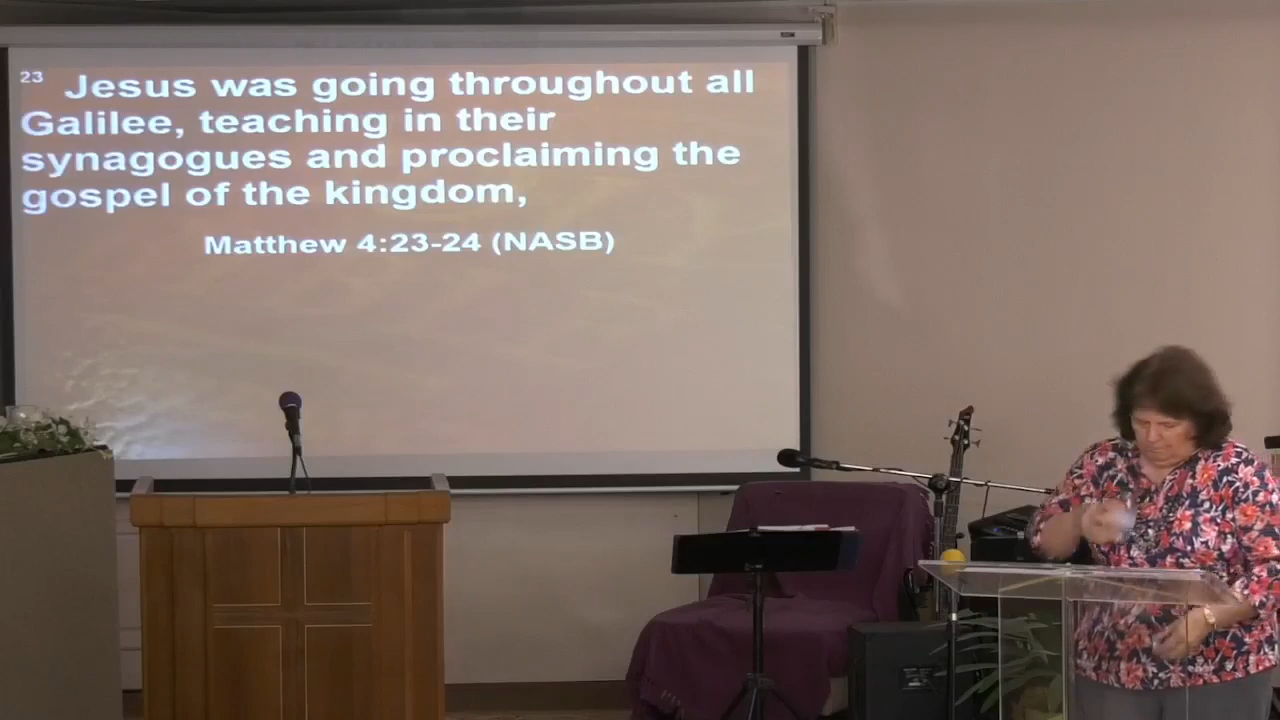 23 Jesus was going throughout all
Galilee, teaching in their
synagogues and proclaiming the
gospel of the kingdom,
Matthew 4:23-24 (NASB)